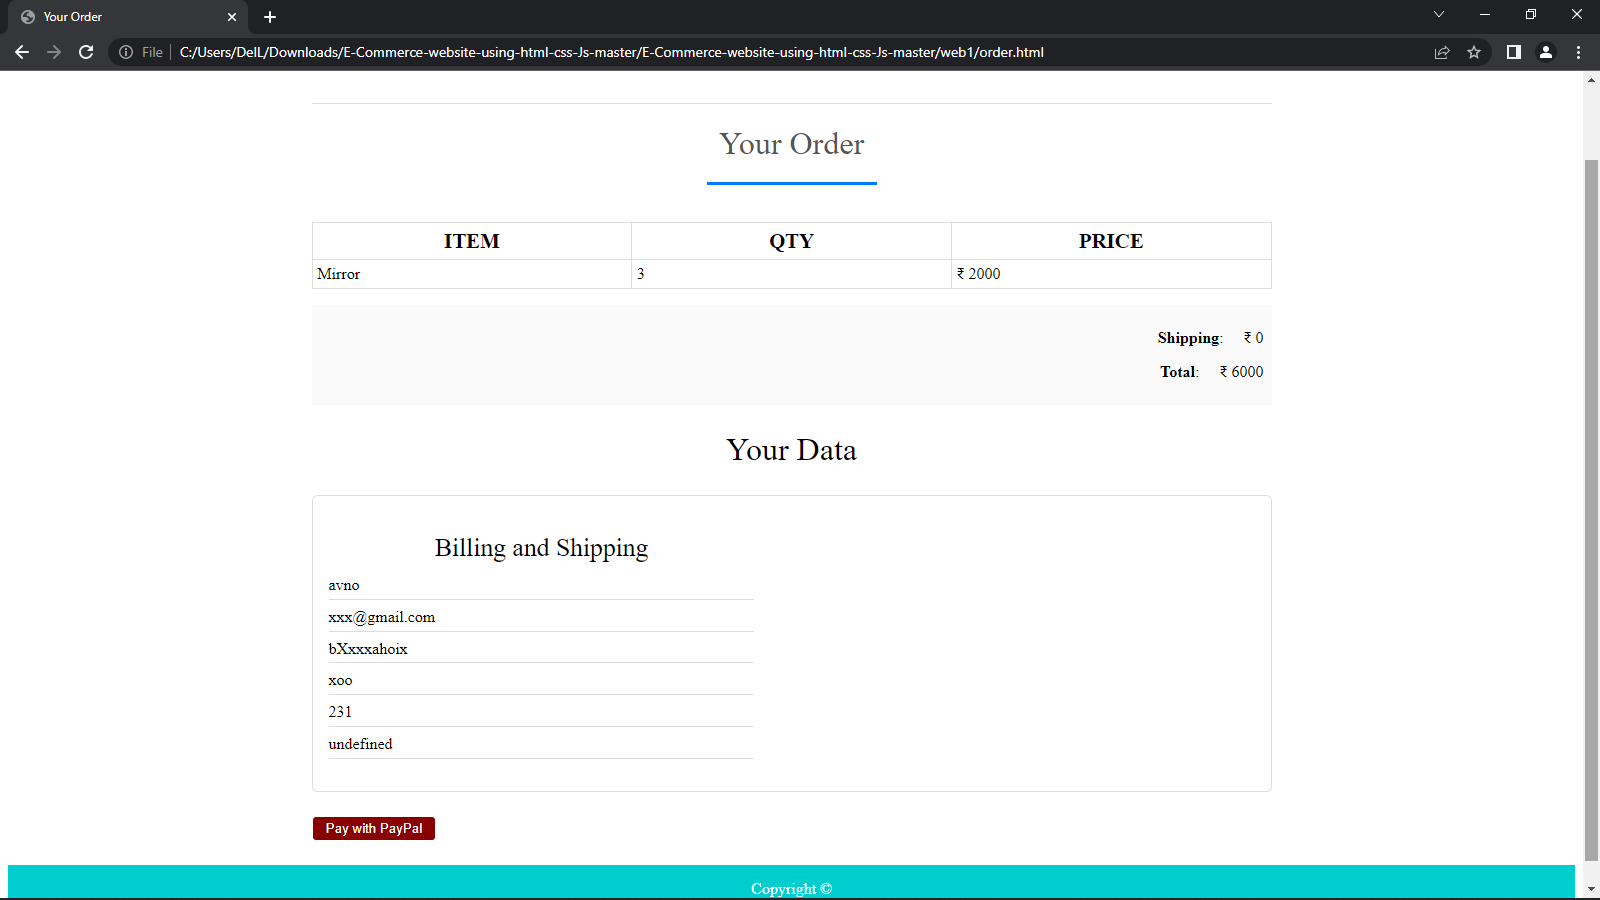 Your Order
File C:/Users/DelL/Downloads/E-Commerce-website-using-html-css-Js-master/E-Commerce-website-using-html-css-Js-master/web1/order.html
Your Order
ITEM QTY PRICE
Mirror 3 ₹ 2000
Shipping: ₹ 0
Total: ₹ 6000
Your Data
Billing and Shipping
avno
xxx@gmail.com
bXxxxahoix
xoo
231
undefined
Pay with PayPal
Copyright ©